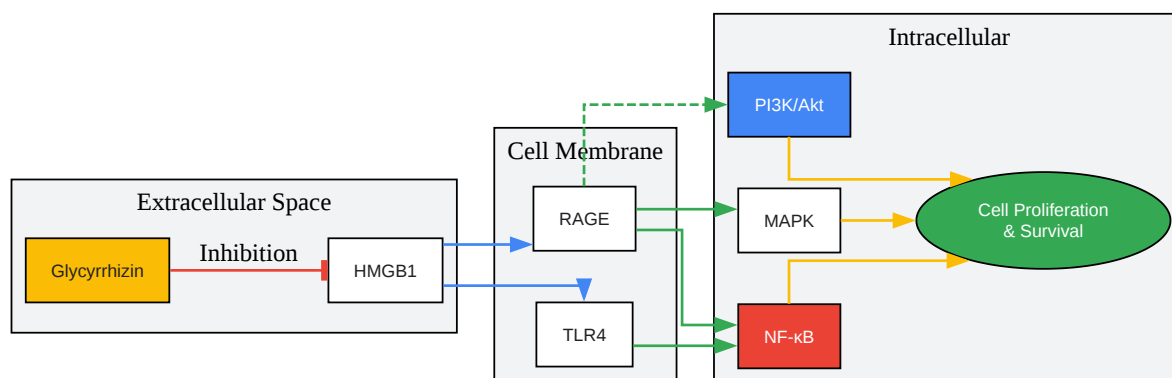 Intracellular
PI3K/Akt
Cell Membrane
Extracellular Space
RAGE
MAPK
Cell Proliferation
& Survival
Inhibition
Glycyrrhizin
HMGB1
TLR4
NF-κB